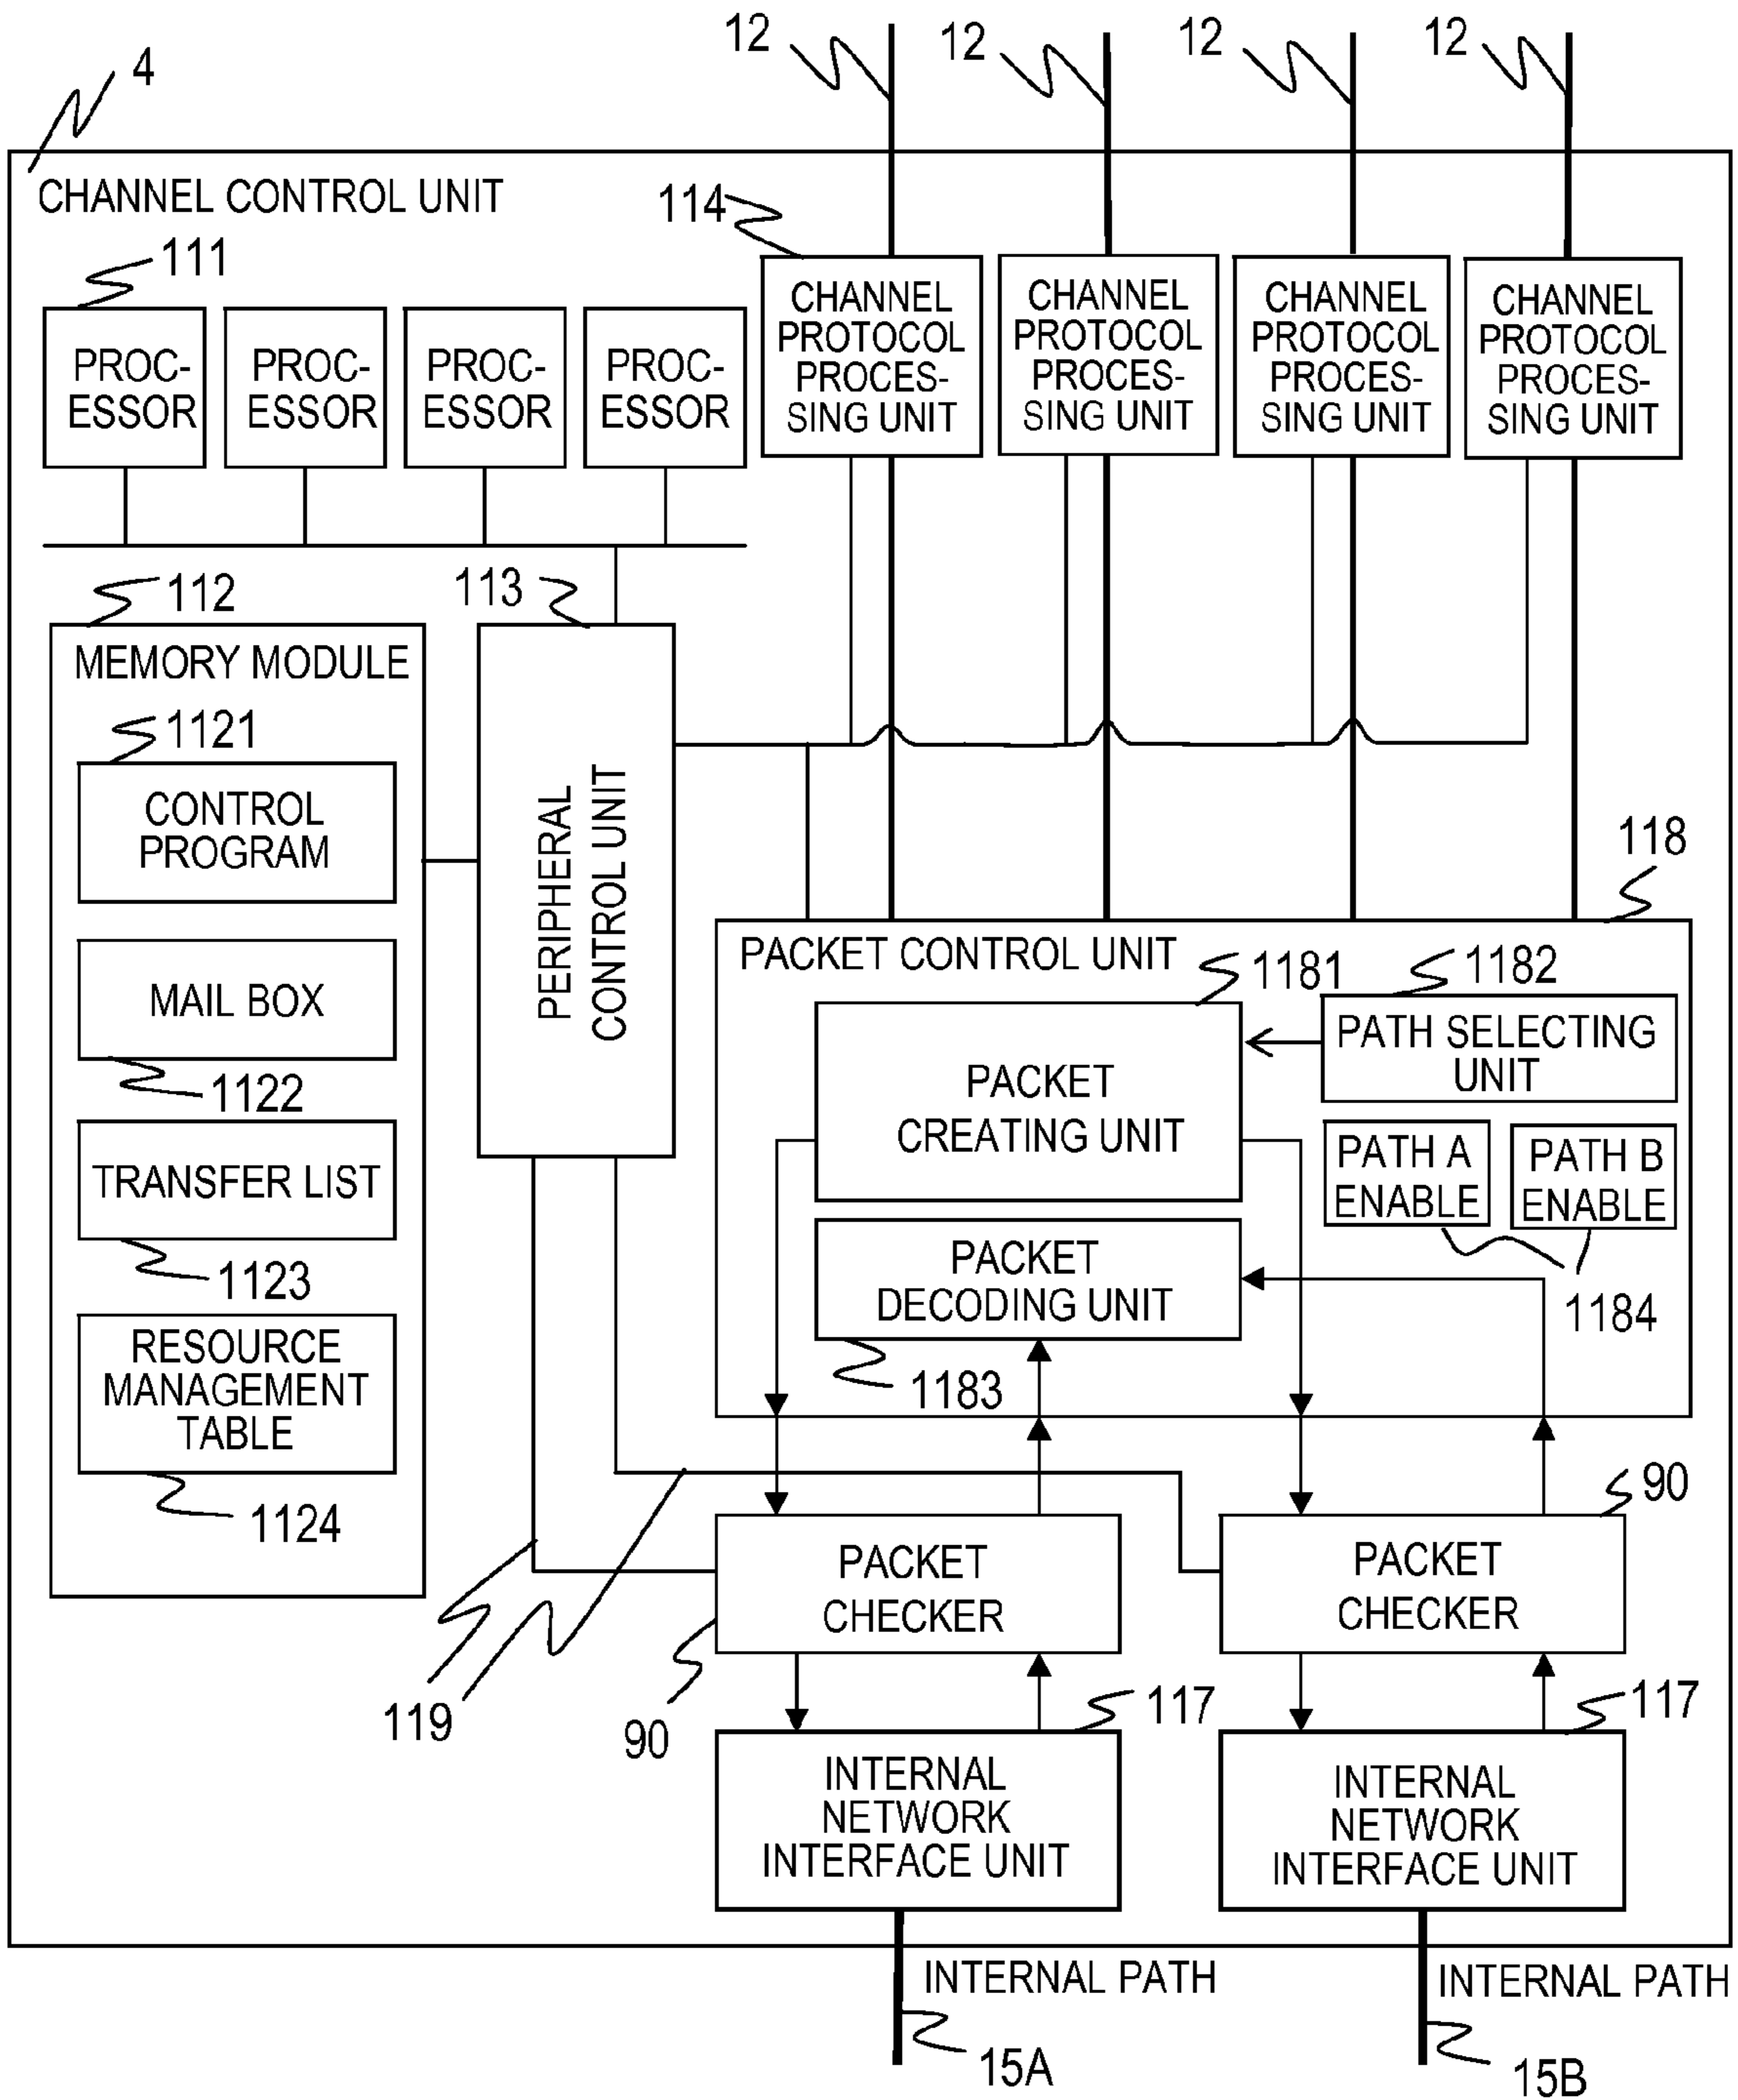 12
12
12
12
4
CHANNEL CONTROL UNIT
114
111
PROC-
ESSOR
PROC-
ESSOR
PROC-
ESSOR
PROC-
ESSOR
CHANNEL
PROTOCOL
PROCES-
SING UNIT
CHANNEL
PROTOCOL
PROCES-
SING UNIT
CHANNEL
PROTOCOL
PROCES-
SING UNIT
CHANNEL
PROTOCOL
PROCES-
SING UNIT
112
113
MEMORY MODULE
1121
CONTROL
PROGRAM
MAIL BOX
1122
TRANSFER LIST
1123
RESOURCE
MANAGEMENT
TABLE
1124
PERIPHERAL
CONTROL UNIT
118
PACKET CONTROL UNIT
1181
1182
PACKET
CREATING UNIT
PATH SELECTING
UNIT
PATH A
ENABLE
PATH B
ENABLE
1184
PACKET
DECODING UNIT
1183
90
PACKET
CHECKER
PACKET
CHECKER
119
90
117
117
INTERNAL
NETWORK
INTERFACE UNIT
INTERNAL
NETWORK
INTERFACE UNIT
INTERNAL PATH
INTERNAL PATH
15A
15B